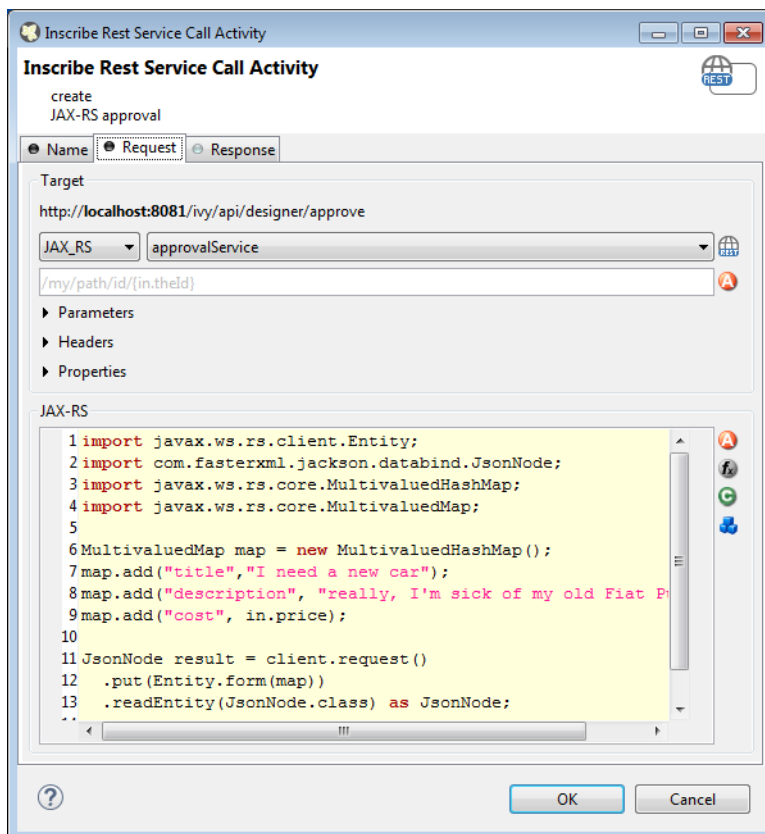 Inscribe Rest Service Call Activity
Inscribe Rest Service Call Activity
REST
create
JAX-RS approval
Name Request Response
Target
http://localhost:8081/ivy/api/designer/approve
JAX_RS approvalService
/my/path/id/{in.theId}
Parameters
Headers
Properties
JAX-RS
1 import javax.ws.rs.client.Entity;
2 import com.fasterxml.jackson.databind.JsonNode;
3 import javax.ws.rs.core.MultivaluedHashMap;
4 import javax.ws.rs.core.MultivaluedMap;
5
6 MultivaluedMap map = new MultivaluedHashMap();
7 map.add("title","I need a new car");
8 map.add("description", "really, I'm sick of my old Fiat
9 map.add("cost", in.price);
10
11 JsonNode result = client.request()
12 .put(Entity.form(map))
13 .readEntity(JsonNode.class) as JsonNode;
OK Cancel